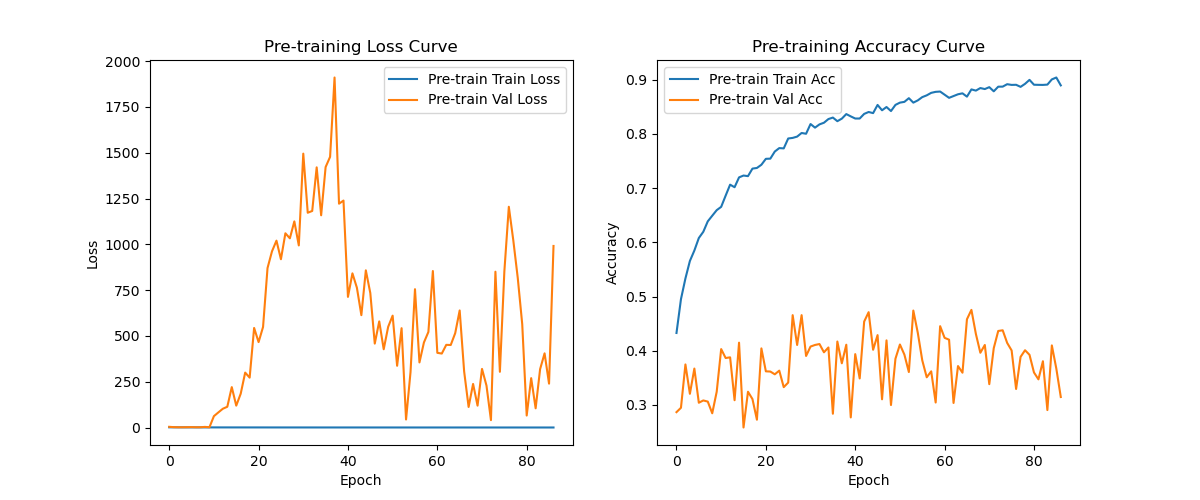 Pre-training Loss Curve
Pre-train Train Loss
Pre-train Val Loss
2000
1750
1500
1250
1000
750
500
250
0
Loss
0 20 40 60 80
Epoch
Pre-training Accuracy Curve
Pre-train Train Acc
Pre-train Val Acc
0.9
0.8
0.7
0.6
0.5
0.4
0.3
Accuracy
0 20 40 60 80
Epoch